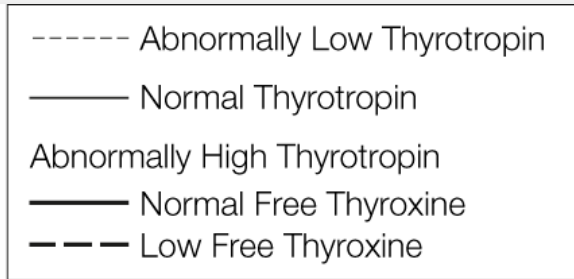 Abnormally Low Thyrotropin
Normal Thyrotropin
Abnormally High Thyrotropin
Normal Free Thyroxine
Low Free Thyroxine